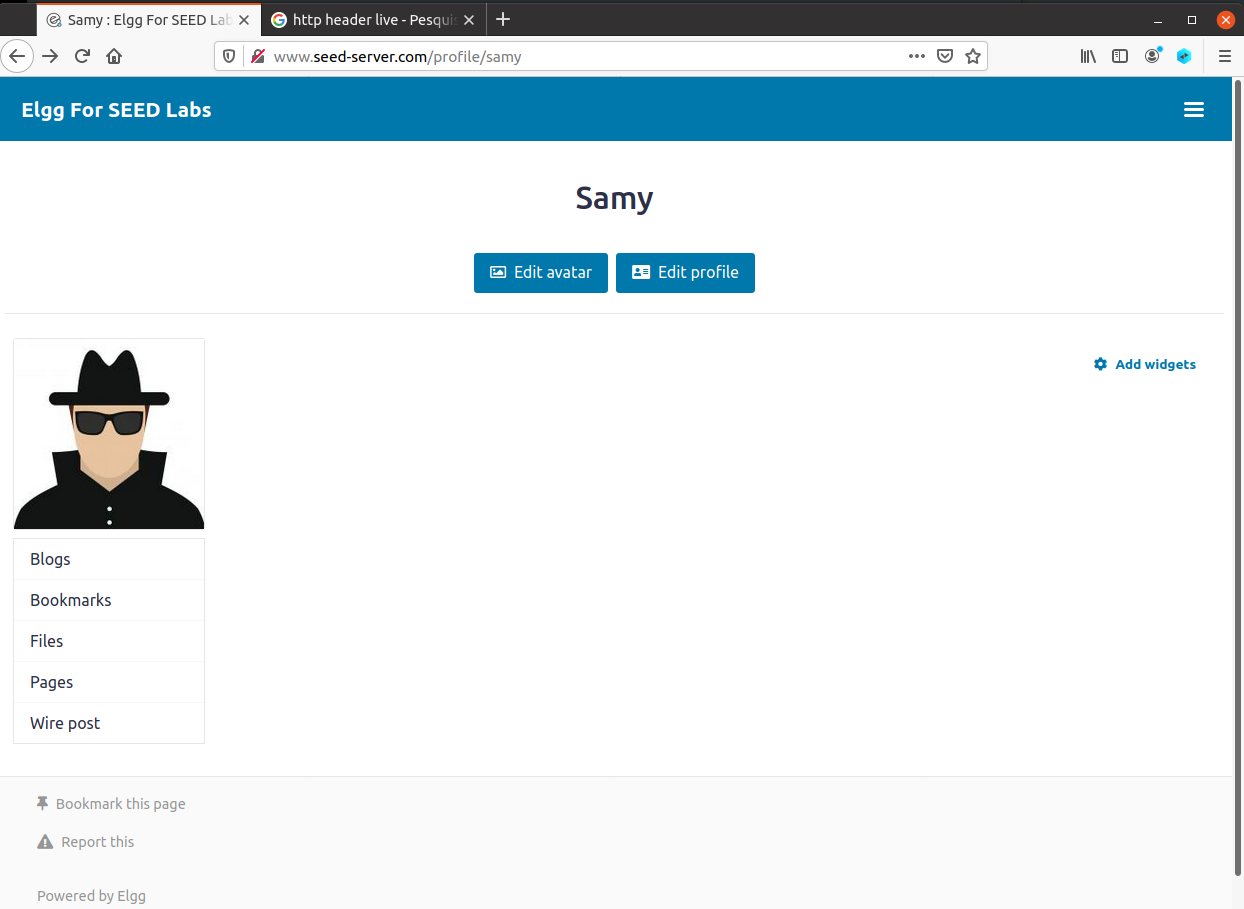 Samy : Elgg For SEED Lab
http header live - Pesquis
www.seed-server.com/profile/samy
Elgg For SEED Labs
Samy
Edit avatar
Edit profile
Add widgets
Blogs
Bookmarks
Files
Pages
Wire post
Bookmark this page
Report this
Powered by Elgg